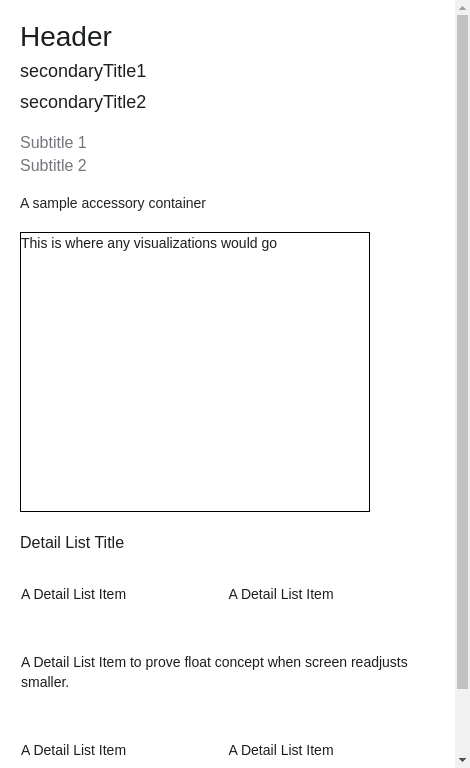 Header
secondaryTitle1
secondaryTitle2
Subtitle 1
Subtitle 2
A sample accessory container
This is where any visualizations would go
Detail List Title
A Detail List Item
A Detail List Item
A Detail List Item to prove float concept when screen readjusts
smaller.
A Detail List Item
A Detail List Item